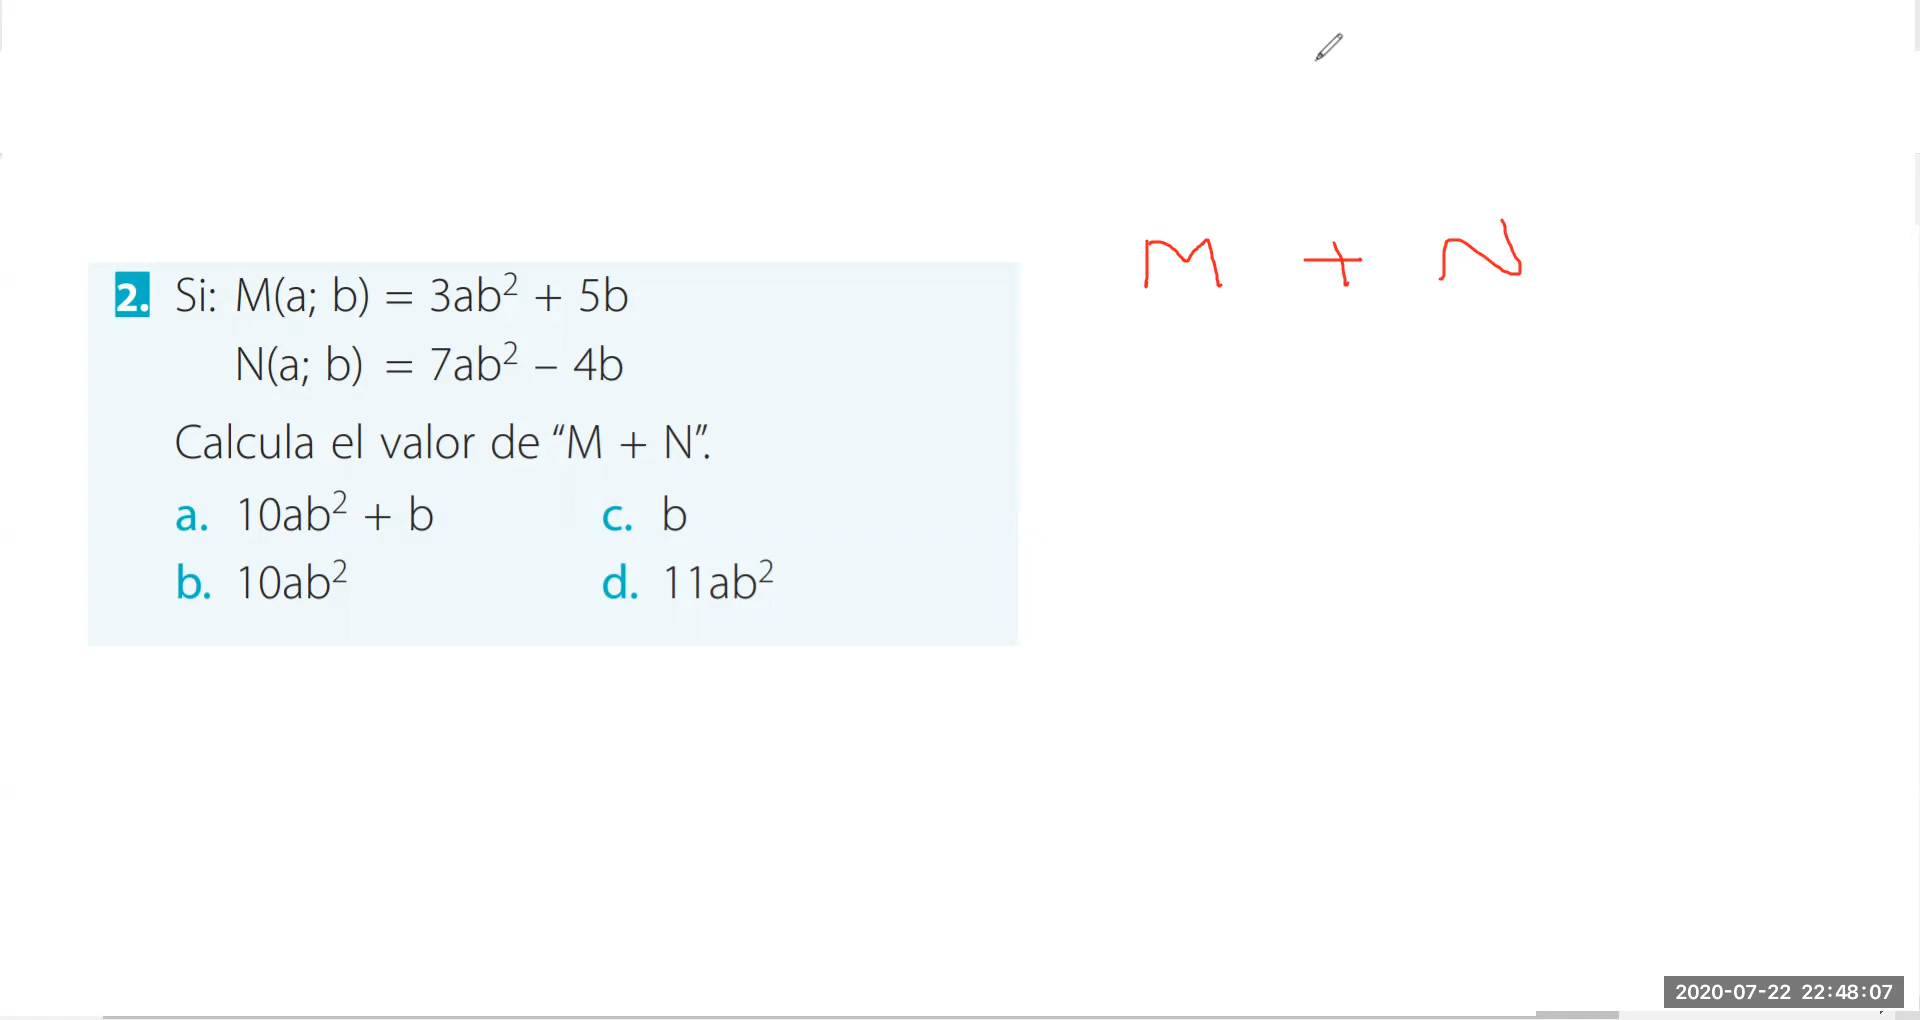 2. Si: M(a; b) = 3ab² + 5b
N(a; b) = 7ab² – 4b
Calcula el valor de “M + N”.
a. 10ab² + b
c. b
b. 10ab²
d. 11ab²
M + N
2020-07-22 22:48:07